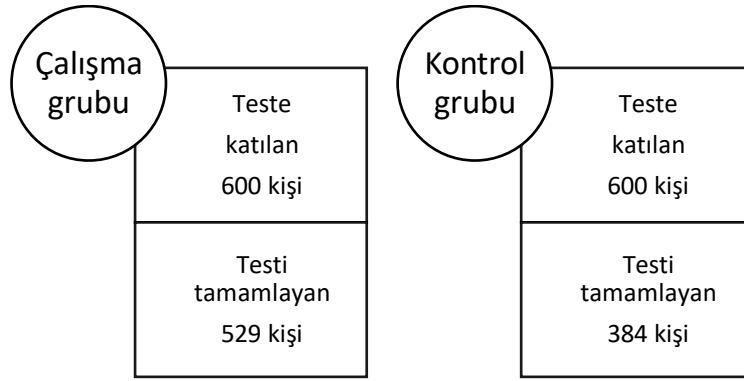 Çalışma
grubu
Teste
katılan
600 kişi
Testi
tamamlayan
529 kişi
Kontrol
grubu
Teste
katılan
600 kişi
Testi
tamamlayan
384 kişi